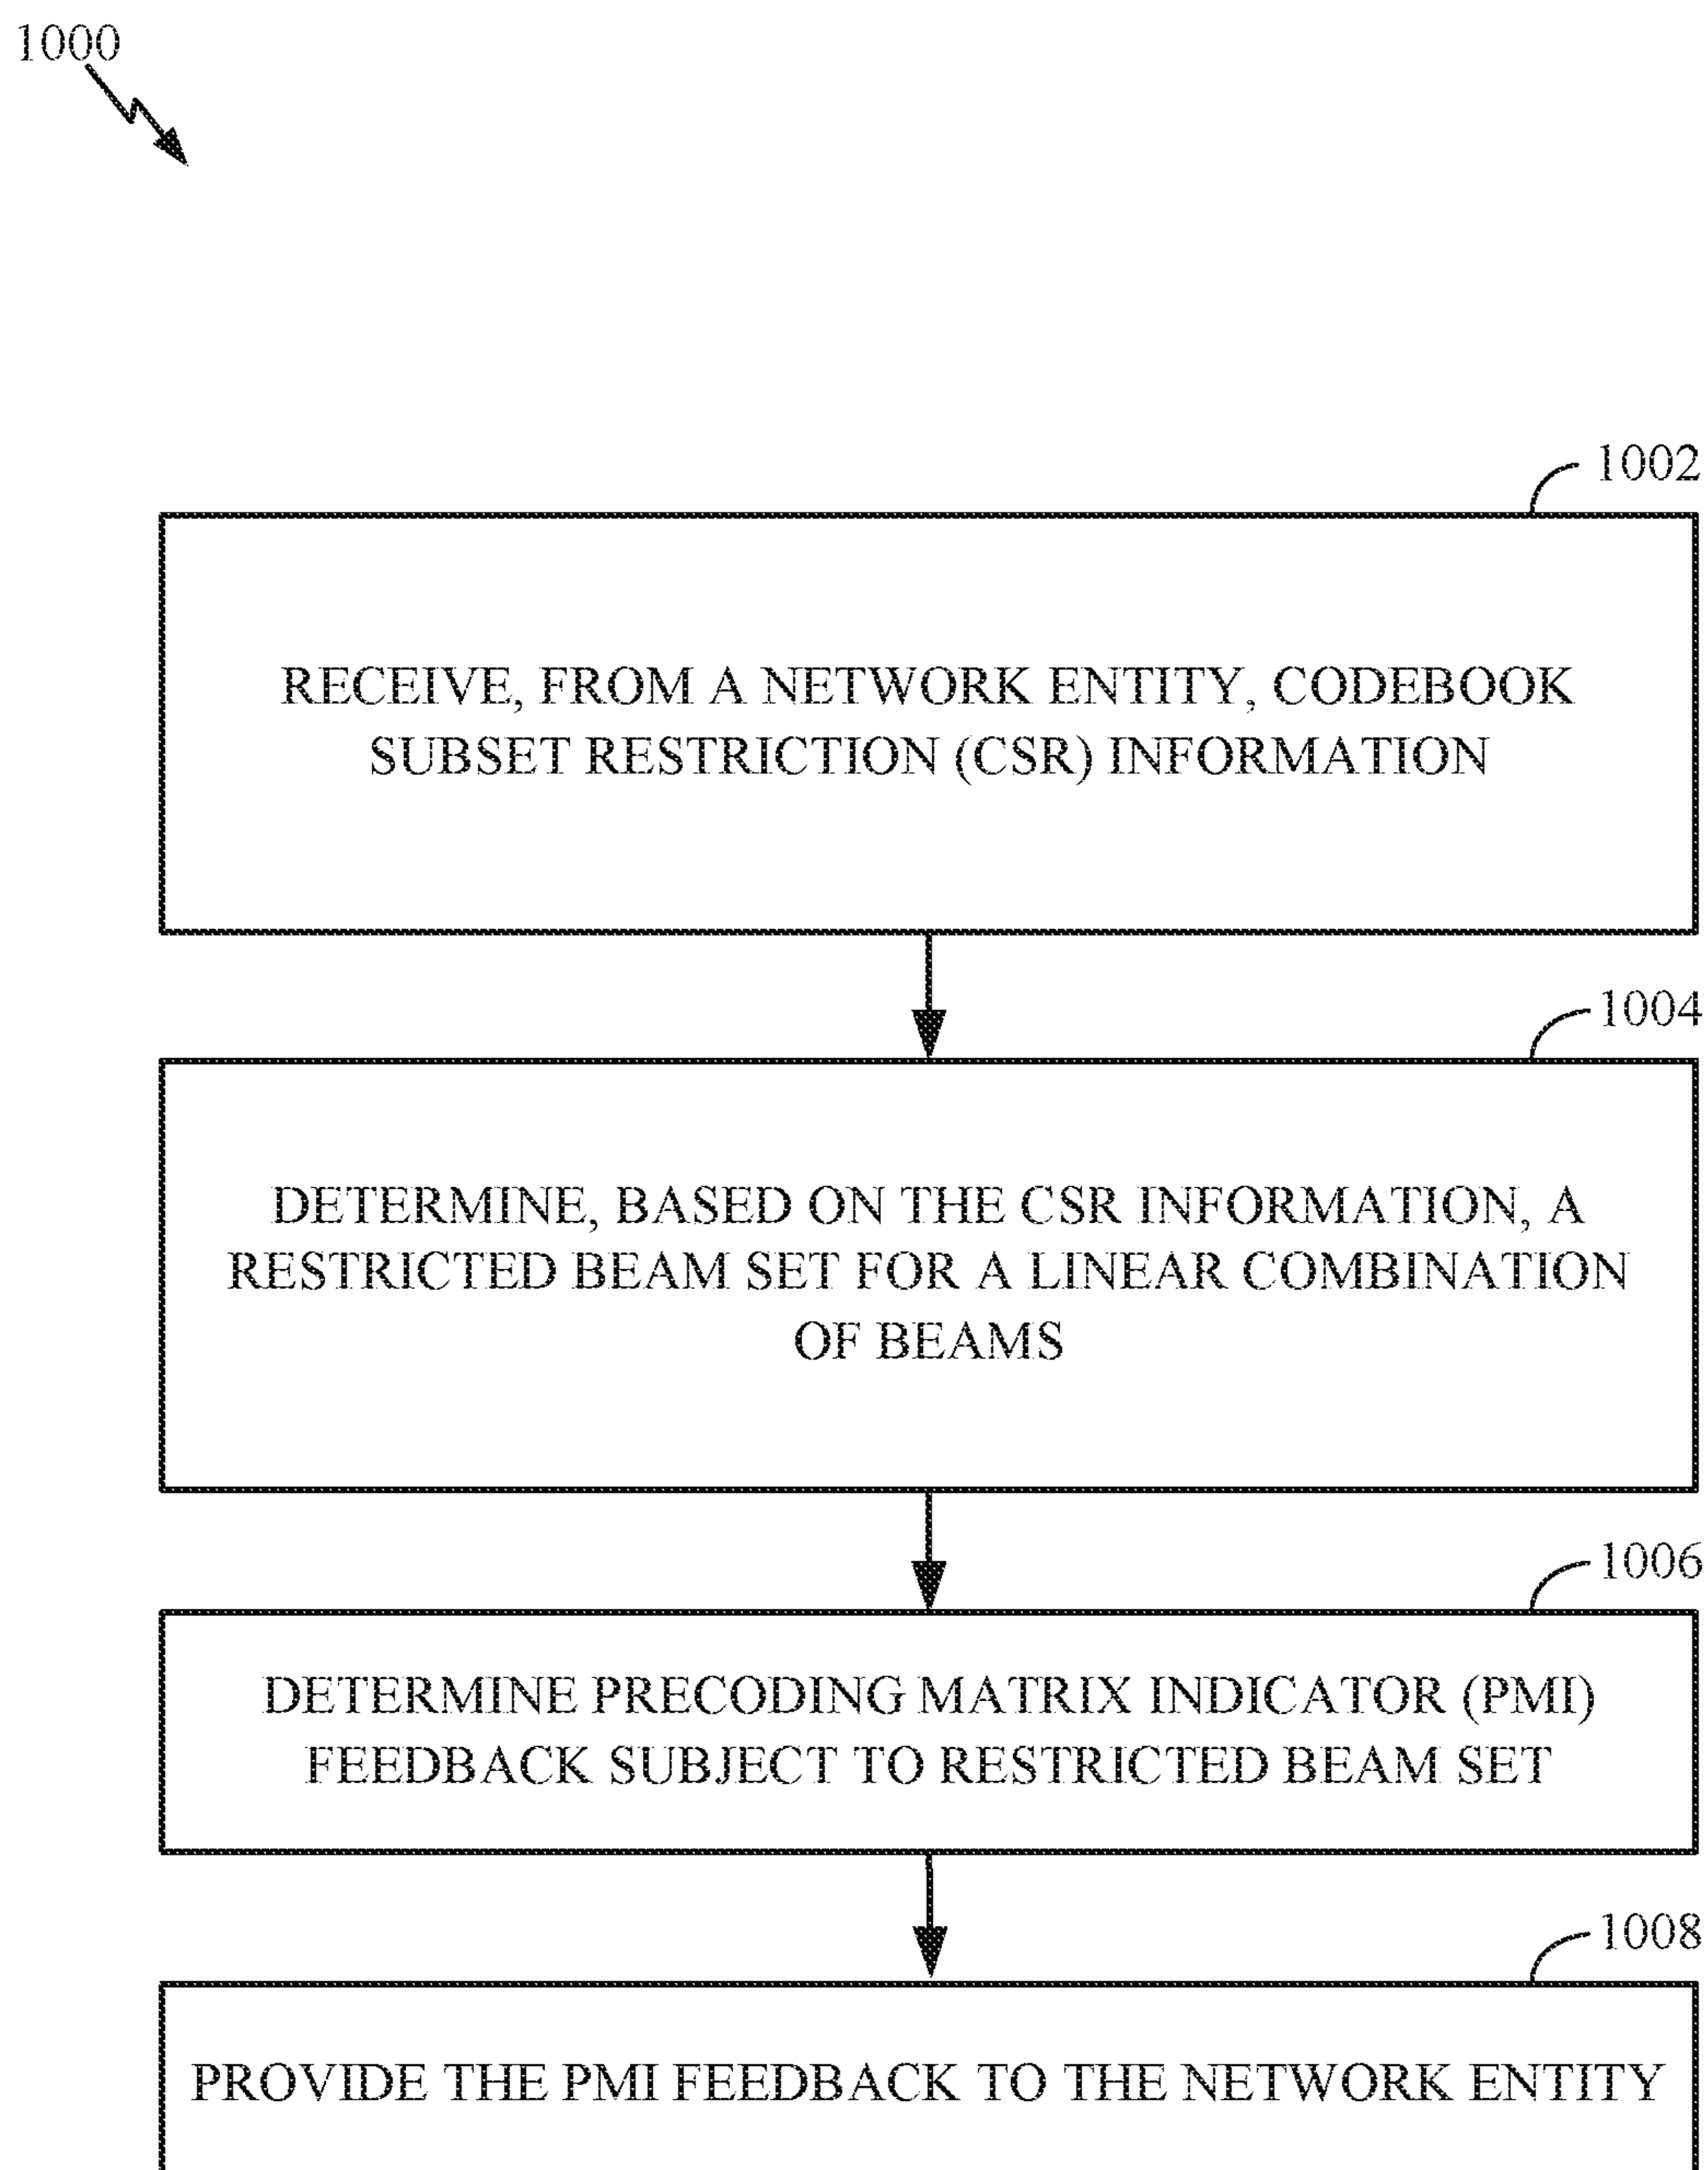 1000
1002
RECEIVE, FROM A NETWORK ENTITY, CODEBOOK
SUBSET RESTRICTION (CSR) INFORMATION
1004
DETERMINE, BASED ON THE CSR INFORMATION, A
RESTRICTED BEAM SET FOR A LINEAR COMBINATION
OF BEAMS
1006
DETERMINE PRECODING MATRIX INDICATOR (PMI)
FEEDBACK SUBJECT TO RESTRICTED BEAM SET
1008
PROVIDE THE PMI FEEDBACK TO THE NETWORK ENTITY